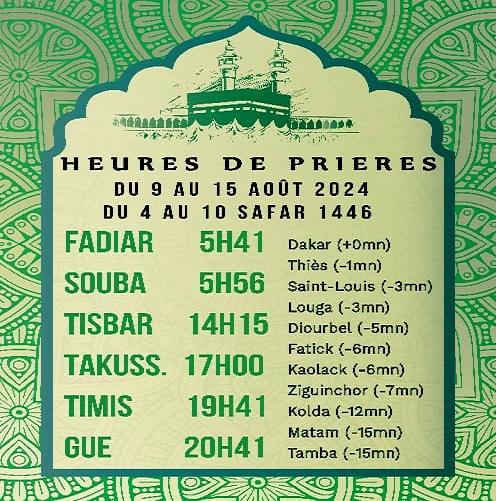 HEURES DE PRIERES
DU 9 AU 15 AOÛT 2024
DU 4 AU 10 SAFAR 1446
FADIAR 5H41
SOUBA 5H56
TISBAR 14H15
TAKUSS. 17H00
TIMIS 19H41
GUE 20H41
Dakar (+0mn)
Thiès (-1mn)
Saint-Louis (-3mn)
Louga (-3mn)
Diourbel (-5mn)
Fatick (-6mn)
Kaolack (-6mn)
Ziguinchor (-7mn)
Kolda (-12mn)
Matam (-15mn)
Tamba (-15mn)